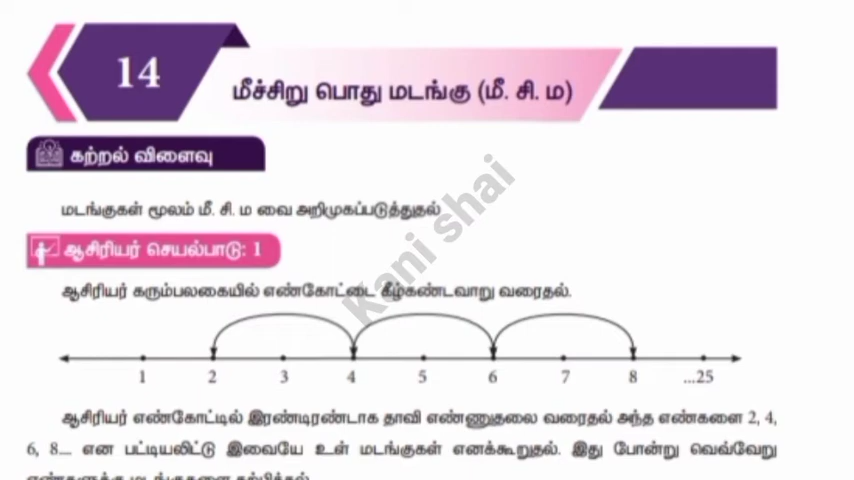 14
மீச்சிறு பொது மடங்கு (மீ. சி. ம)
கற்றல் விளைவு
மடங்குகள் மூலம் மீ. சி. ம வை அறிமுகப்படுத்துதல்
ஆசிரியர் செயல்பாடு: 1
ஆசிரியர் கரும்பலகையில் எண்கோட்டை கீழ்கண்டவாறு வரைதல்.
Kani shai
1 2 3 4 5 6 7 8 ...25
ஆசிரியர் எண்கோட்டில் இரண்டிரண்டாக தாவி எண்ணுதலை வரைதல் அந்த எண்களை 2, 4,
6, 8.... என பட்டியலிட்டு இவையே உள் மடங்குகள் எனக்கூறுதல். இது போன்று வெவ்வேறு